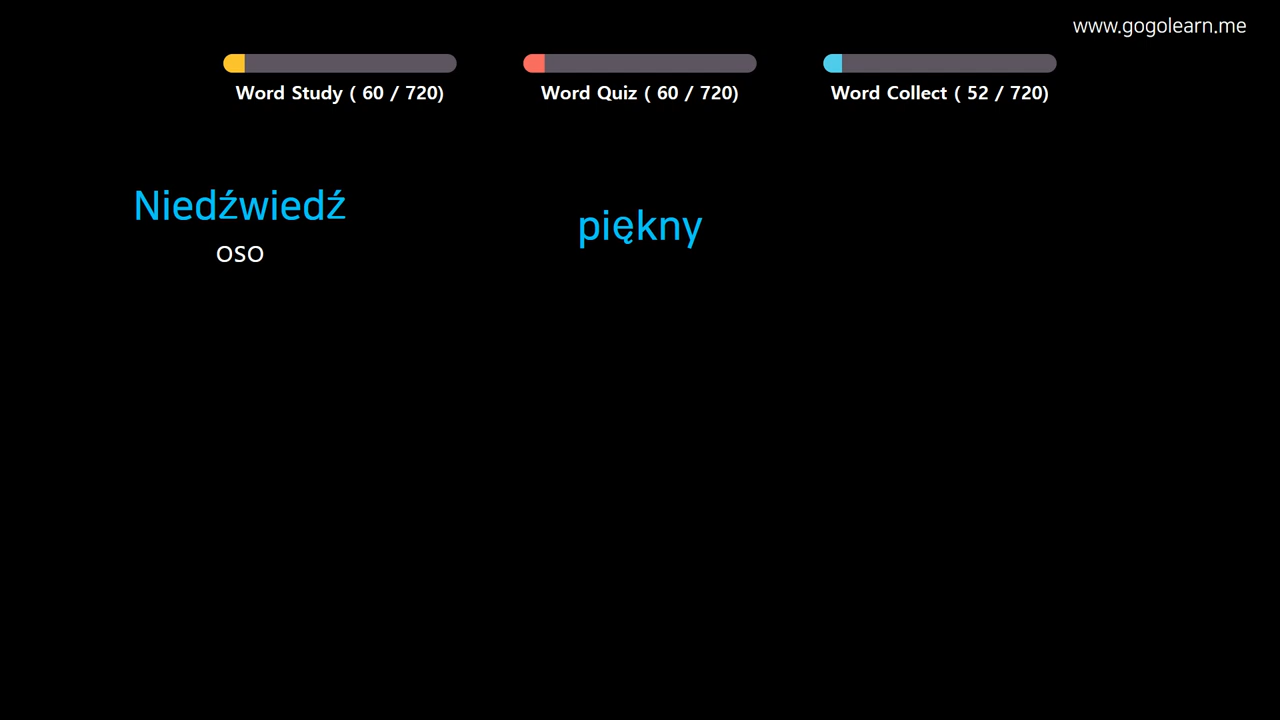 www.gogolearn.me
Word Study ( 60 / 720)
Word Quiz ( 60 / 720)
Word Collect ( 52 / 720)
Niedźwiedź
oso
piękny